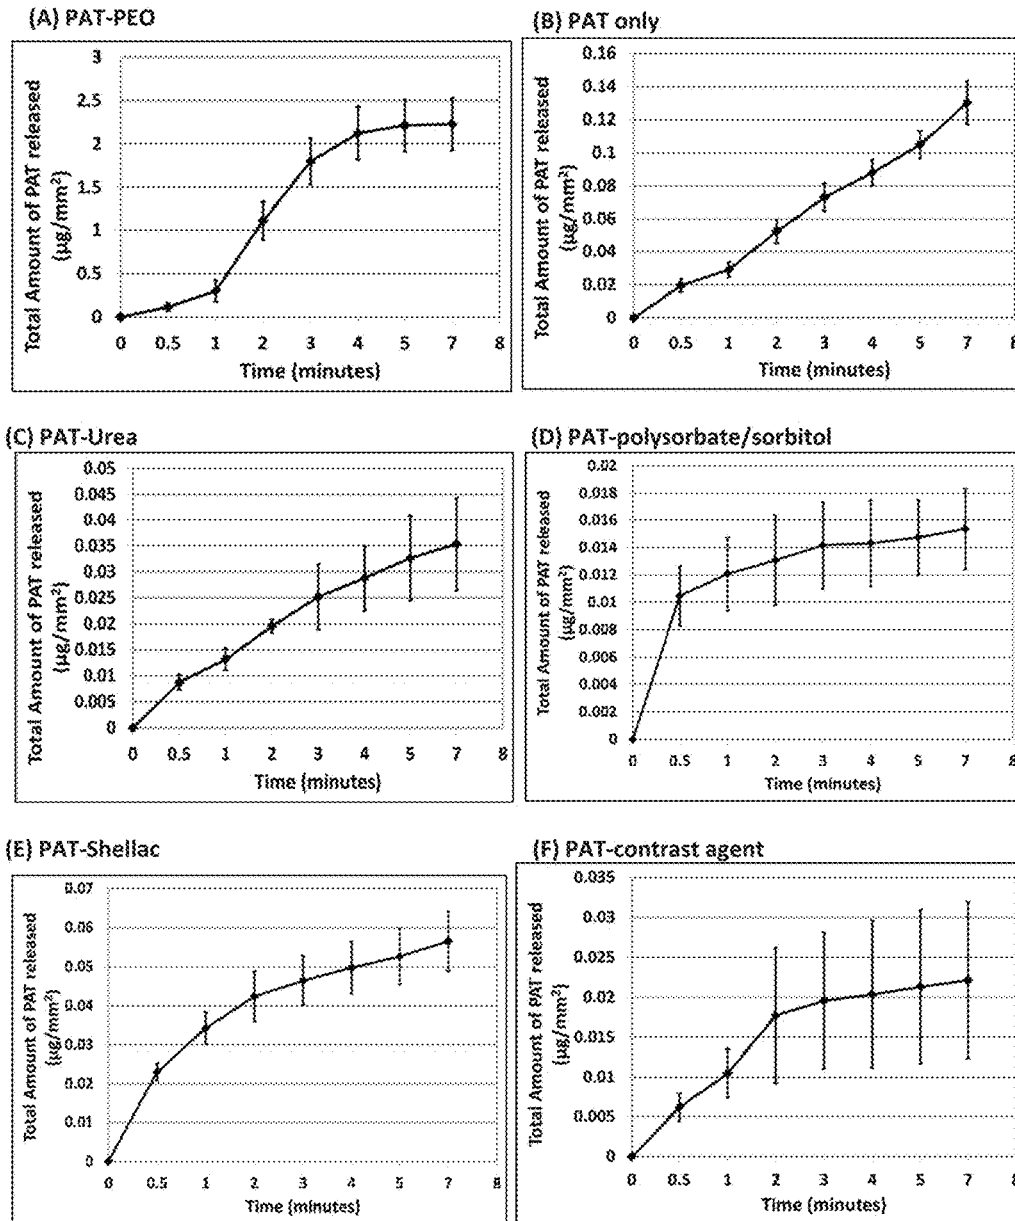 (A) PAT-PEO
Total Amount of PAT released
(µg/mm²)
3
2.5
2
1.5
1
0.5
0
0 0.5 1 2 3 4 5 7 8
Time (minutes)
(B) PAT only
Total Amount of PAT released
(µg/mm²)
0.16
0.14
0.12
0.1
0.08
0.06
0.04
0.02
0
0 0.5 1 2 3 4 5 7 8
Time (minutes)
(C) PAT-Urea
Total Amount of PAT released
(µg/mm²)
0.05
0.045
0.04
0.035
0.03
0.025
0.02
0.015
0.01
0.005
0
0 0.5 1 2 3 4 5 7 8
Time (minutes)
(D) PAT-polysorbate/sorbitol
Total Amount of PAT released
(µg/mm²)
0.02
0.018
0.016
0.014
0.012
0.01
0.008
0.006
0.004
0.002
0
0 0.5 1 2 3 4 5 7 8
Time (minutes)
(E) PAT-Shellac
Total Amount of PAT released
(µg/mm²)
0.07
0.06
0.05
0.04
0.03
0.02
0.01
0
0 0.5 1 2 3 4 5 7 8
Time (minutes)
(F) PAT-contrast agent
Total Amount of PAT released
(µg/mm²)
0.035
0.03
0.025
0.02
0.015
0.01
0.005
0
0 0.5 1 2 3 4 5 7 8
Time (minutes)